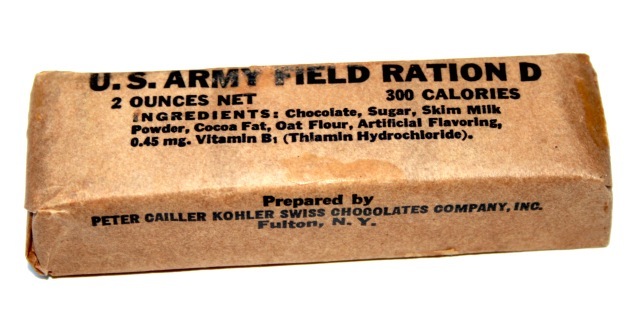 U. S. ARMY FIELD RATION D
2 OUNCES NET 300 CALORIES
INGREDIENTS: Chocolate, Sugar, Skim Milk
Powder, Cocoa Fat, Oat Flour, Artificial Flavoring,
0.45 mg. Vitamin B₁ (Thiamin Hydrochloride).
Prepared by
PETER CAILLER KOHLER SWISS CHOCOLATES COMPANY, INC.
Fulton, N. Y.